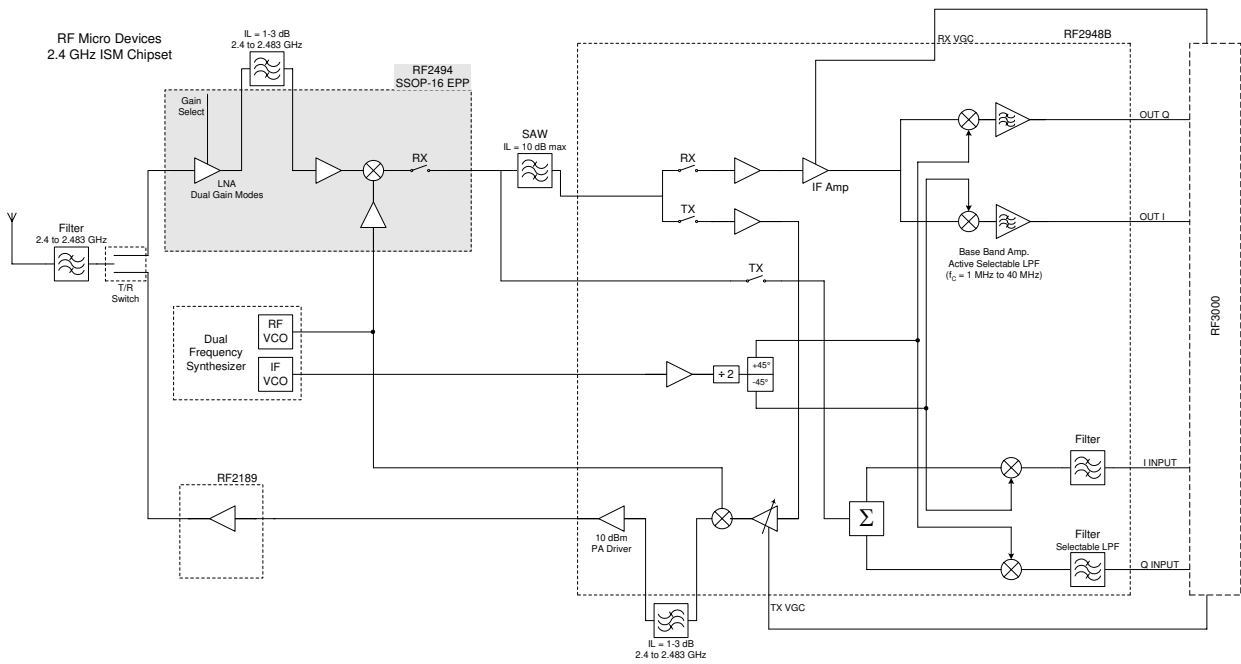 RF Micro Devices
2.4 GHz ISM Chipset
IL = 1-3 dB
2.4 to 2.483 GHz
RF2494
SSOP-16 EPP
Gain
Select
LNA
Dual Gain Modes
RX
SAW
IL = 10 dB max
RX VGC
RF2948B
RX
IF Amp
TX
OUT Q
OUT I
Base Band Amp.
Active Selectable LPF
(fC = 1 MHz to 40 MHz)
Filter
2.4 to 2.483 GHz
T/R
Switch
TX
RF3000
Dual
Frequency
Synthesizer
RF
VCO
IF
VCO
÷ 2
+45°
-45°
RF2189
10 dBm
PA Driver
Σ
Filter
I INPUT
Filter
Selectable LPF
Q INPUT
TX VGC
IL = 1-3 dB
2.4 to 2.483 GHz